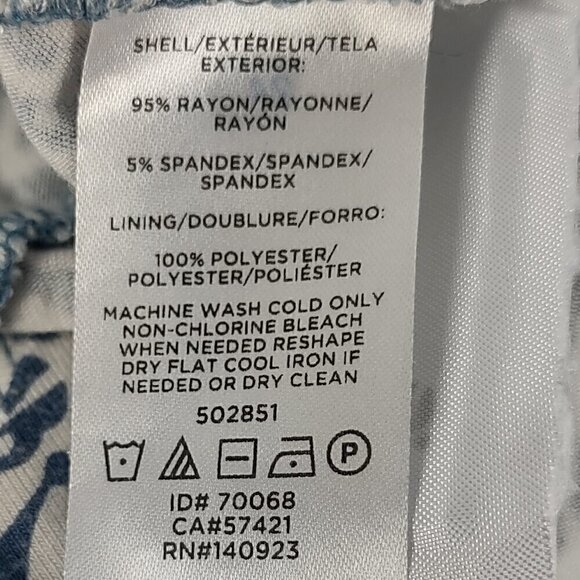 SHELL/EXTÉRIEUR/TELA
EXTERIOR:
95% RAYON/RAYONNE/
RAYÓN
5% SPANDEX/SPANDEX/
SPANDEX
LINING/DOUBLURE/FORRO:
100% POLYESTER/
POLYESTER/POLIÉSTER
MACHINE WASH COLD ONLY
NON-CHLORINE BLEACH
WHEN NEEDED RESHAPE
DRY FLAT COOL IRON IF
NEEDED OR DRY CLEAN
502851
P
ID# 70068
CA#57421
RN#140923